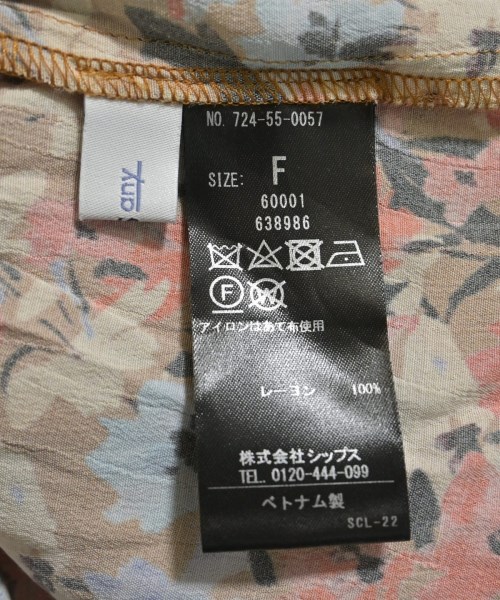 any
NO. 724-55-0057
SIZE: F
60001
638986
F W
アイロンはあて布使用
レーヨン 100%
株式会社シップス
TEL. 0120-444-099
ベトナム製
SCL-22